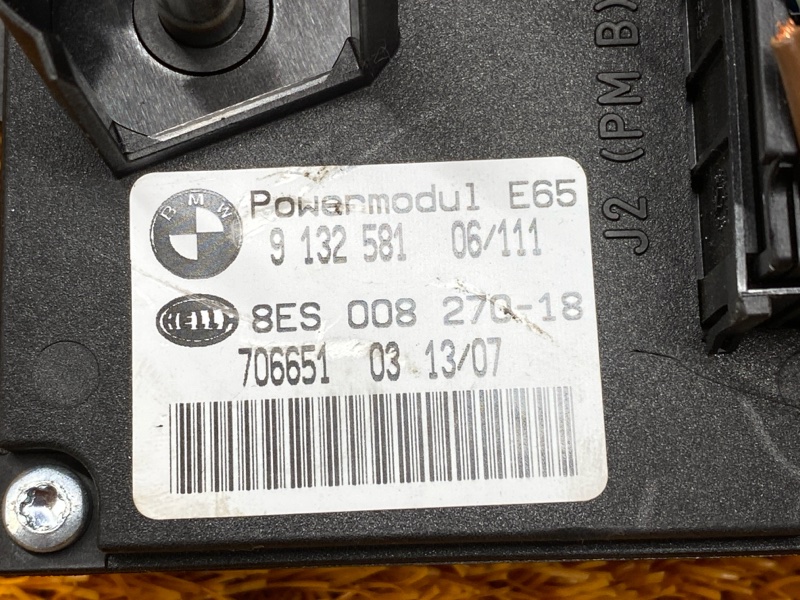 BMW
Powermodul E65
9 132 581 06/111
HELLA
8ES 008 270-18
706651 03 13/07
J2 (PM B)